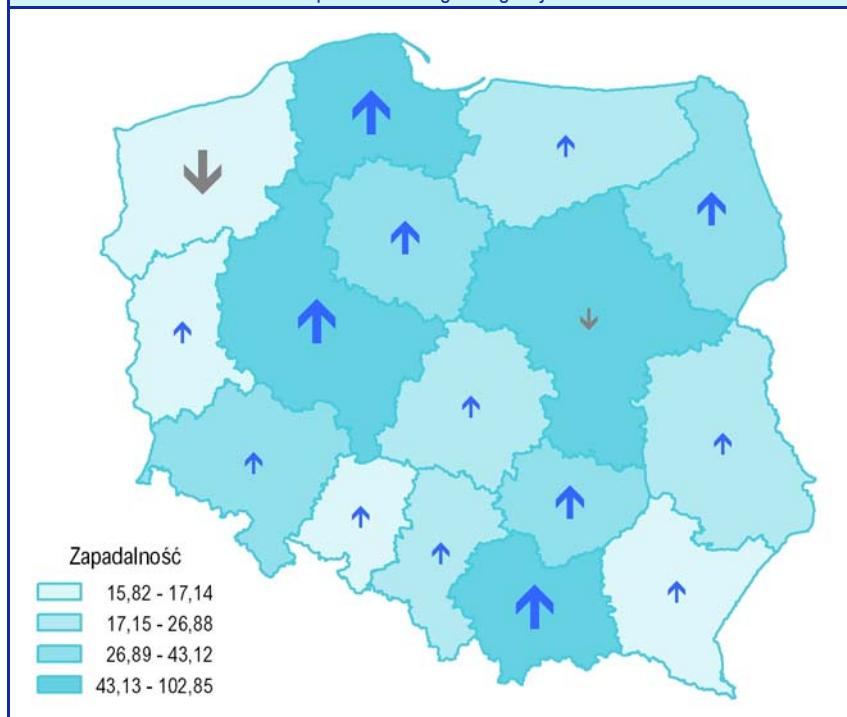 Zapadalność
15,82 - 17,14
17,15 - 26,88
26,89 - 43,12
43,13 - 102,85